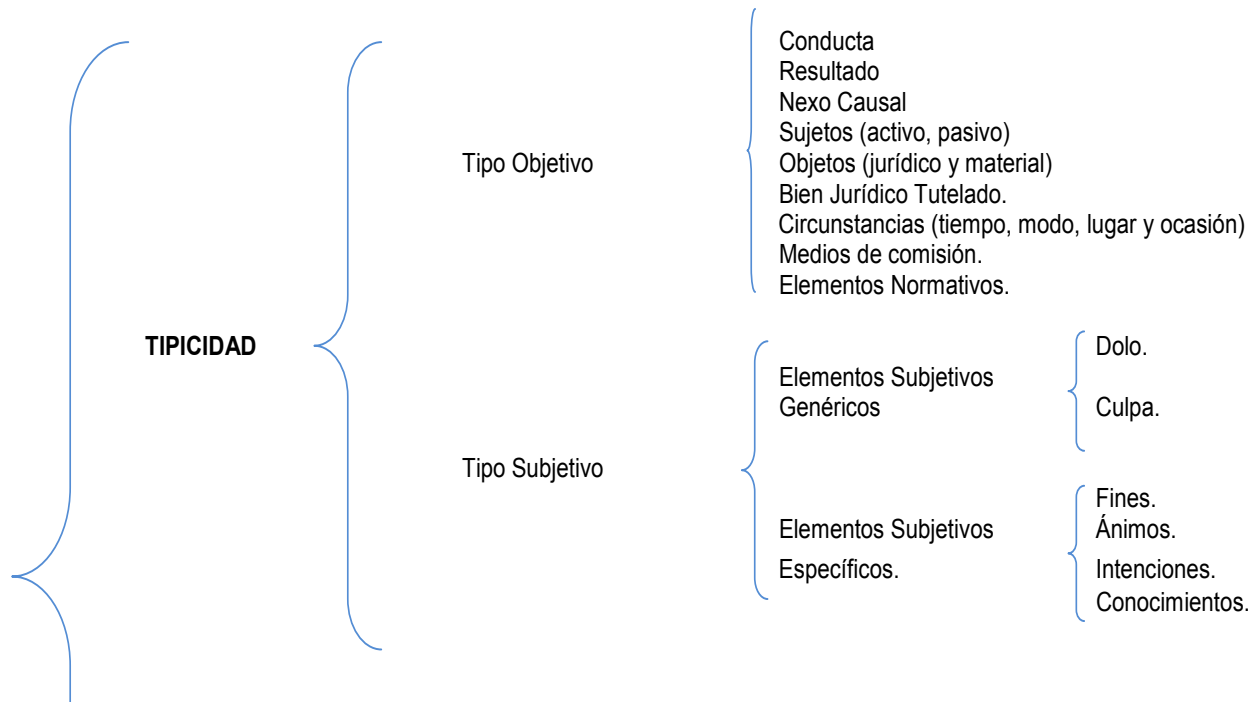 Conducta
Resultado
Nexo Causal
Sujetos (activo, pasivo)
Tipo Objetivo
Objetos (jurídico y material)
Bien Jurídico Tutelado.
Circunstancias (tiempo, modo, lugar y ocasión)
Medios de comisión.
Elementos Normativos.
TIPICIDAD
Tipo Subjetivo
Elementos Subjetivos
Genéricos
Dolo.
Culpa.
Elementos Subjetivos
Específicos.
Fines.
Ánimos.
Intenciones.
Conocimientos.